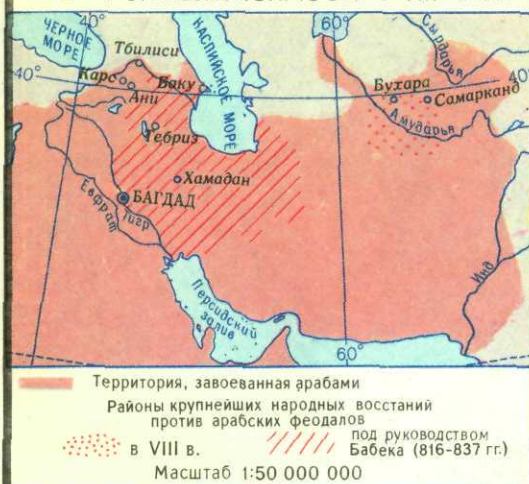 ЧЕРНОЕ
МОРЕ
40°
60°
Тбилиси
КАСПИЙСКОЕ
МОРЕ
Сырдарья
40°
Карс
Ани
Баку
Бухара
40°
Самарканд
Амударья
Тебриз
Хамадан
БАГДАД
Евфрат
Тигр
Инд
Персидский
залив
60°
Территория, завоеванная арабами
Районы крупнейших народных восстаний
против арабских феодалов
в VIII в.
под руководством
Бабека (816-837 гг.)
Масштаб 1:50 000 000